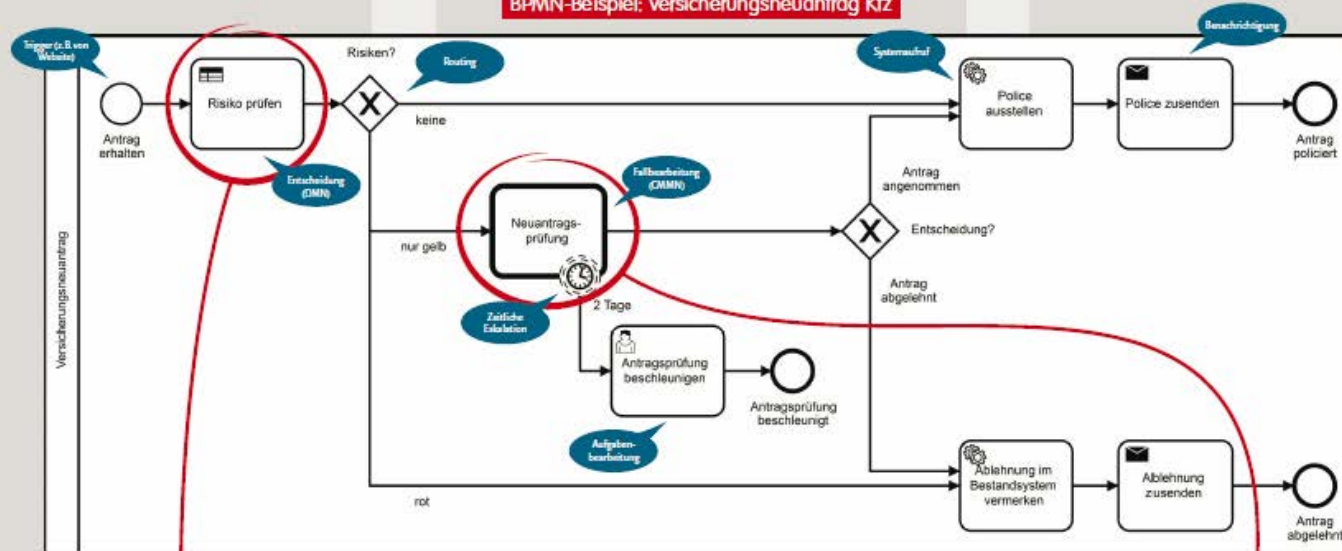 BPMN-Beispiel: Versicherungsneuantrag Kfz
Benachrichtigung
Trigger (z.B. von
Website)
Risiken?
Routing
Systemaufruf
Risiko prüfen
Police
ausstellen
Police zusenden
keine
Antrag
erhalten
Antrag
policiert
Entscheidung
(DMN)
Fallbearbeitung
(CMMN)
Antrag
angenommen
Neuantrags-
prüfung
Entscheidung?
nur gelb
Versicherungsneuantrag
Antrag
abgelehnt
2 Tage
Zeitliche
Eskalation
Antragsprüfung
beschleunigen
Antragsprüfung
beschleunigt
Aufgaben-
bearbeitung
Ablehnung im
Bestandsystem
vermerken
Ablehnung
zusenden
rot
Antrag
abgelehnt